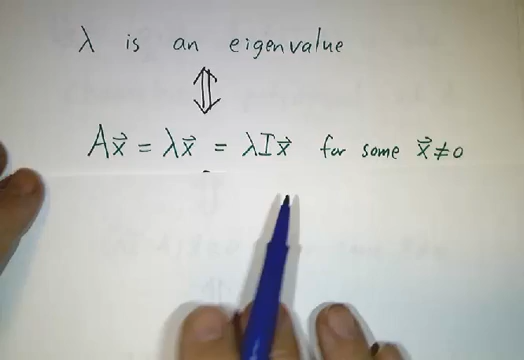 λ is an eigenvalue
⇕
Ax⃗ = λx⃗ = λIx⃗ for some x⃗≠0